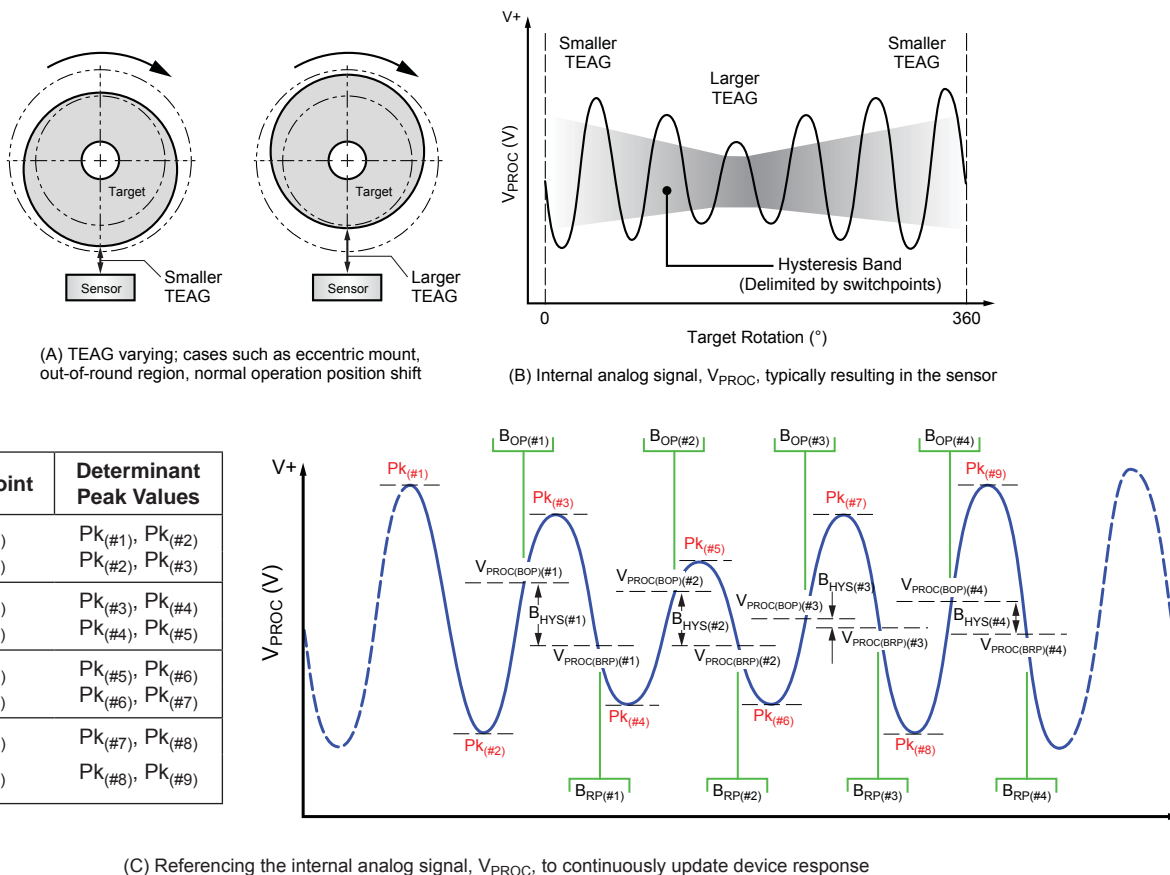 Target
Sensor
Smaller
TEAG
Target
Sensor
Larger
TEAG
(A) TEAG varying; cases such as eccentric mount,
out-of-round region, normal operation position shift
V+
VPROC (V)
Smaller
TEAG
Larger
TEAG
Smaller
TEAG
Hysteresis Band
(Delimited by switchpoints)
0
360
Target Rotation (°)
(B) Internal analog signal, VPROC, typically resulting in the sensor
Determinant
Peak Values
Pk(#1), Pk(#2)
Pk(#2), Pk(#3)
Pk(#3), Pk(#4)
Pk(#4), Pk(#5)
Pk(#5), Pk(#6)
Pk(#6), Pk(#7)
Pk(#7), Pk(#8)
Pk(#8), Pk(#9)
V+
VPROC (V)
BOP(#1)
BOP(#2)
BOP(#3)
BOP(#4)
Pk(#1)
Pk(#3)
Pk(#5)
Pk(#7)
Pk(#9)
VPROC(BOP)(#1)
VPROC(BOP)(#2)
VPROC(BOP)(#3)
VPROC(BOP)(#4)
BHYS(#1)
BHYS(#2)
BHYS(#3)
BHYS(#4)
VPROC(BRP)(#1)
VPROC(BRP)(#2)
VPROC(BRP)(#3)
VPROC(BRP)(#4)
Pk(#2)
Pk(#4)
Pk(#6)
Pk(#8)
BRP(#1)
BRP(#2)
BRP(#3)
BRP(#4)
(C) Referencing the internal analog signal, VPROC, to continuously update device response